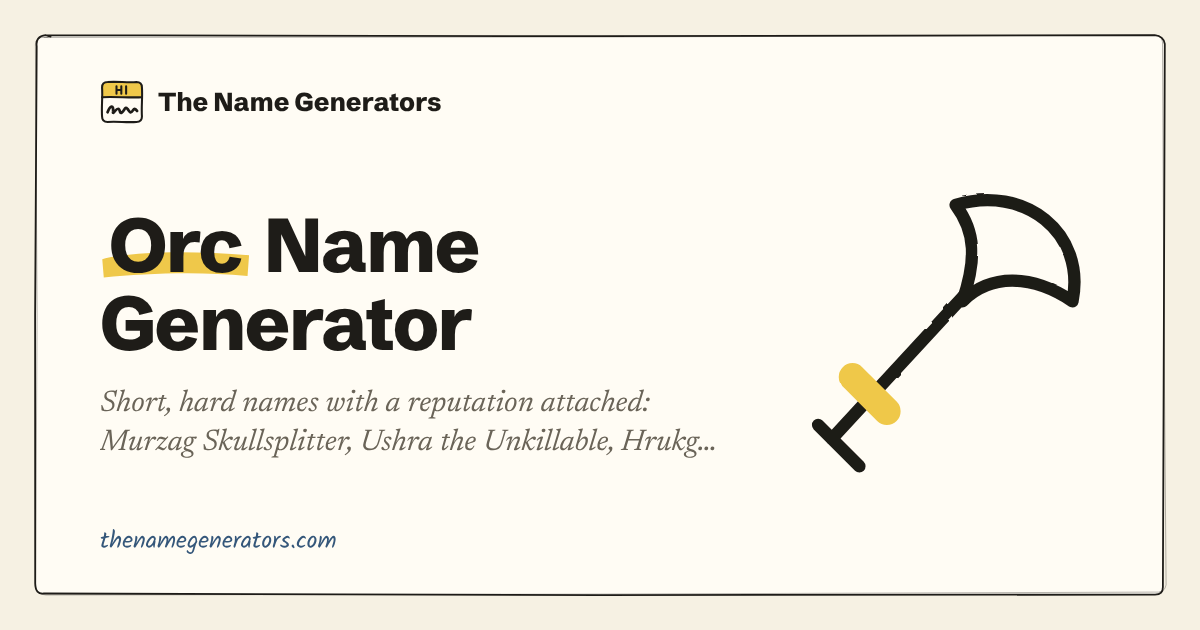 HI
The Name Generators
Orc Name
Generator
Short, hard names with a reputation attached:
Murzag Skullsplitter, Ushra the Unkillable, Hrukg...
thenamegenerators.com